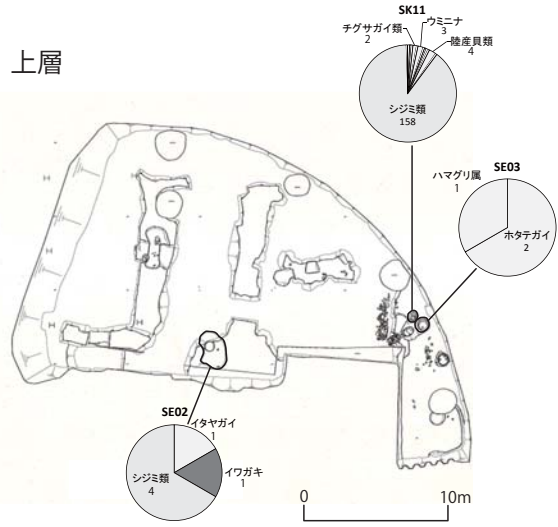 上層
SK11
チグサガイ類
2
ウミニナ
3
陸産貝類
4
シジミ類
158
SE03
ハマグリ属
1
ホタテガイ
2
SE02
イタヤガイ
1
イワガキ
1
シジミ類
4
0 10m